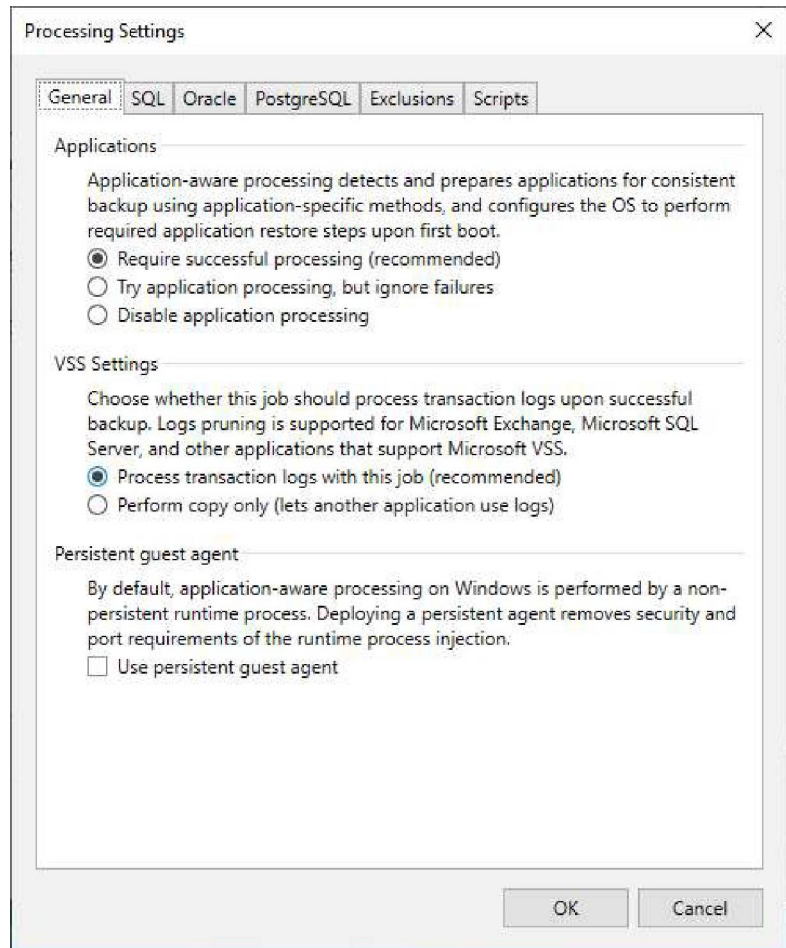 Processing Settings
General SQL Oracle PostgreSQL Exclusions Scripts
Applications
Application-aware processing detects and prepares applications for consistent
backup using application-specific methods, and configures the OS to perform
required application restore steps upon first boot.
Require successful processing (recommended)
Try application processing, but ignore failures
Disable application processing
VSS Settings
Choose whether this job should process transaction logs upon successful
backup. Logs pruning is supported for Microsoft Exchange, Microsoft SQL
Server, and other applications that support Microsoft VSS.
Process transaction logs with this job (recommended)
Perform copy only (lets another application use logs)
Persistent guest agent
By default, application-aware processing on Windows is performed by a non-
persistent runtime process. Deploying a persistent agent removes security and
port requirements of the runtime process injection.
Use persistent guest agent
OK Cancel